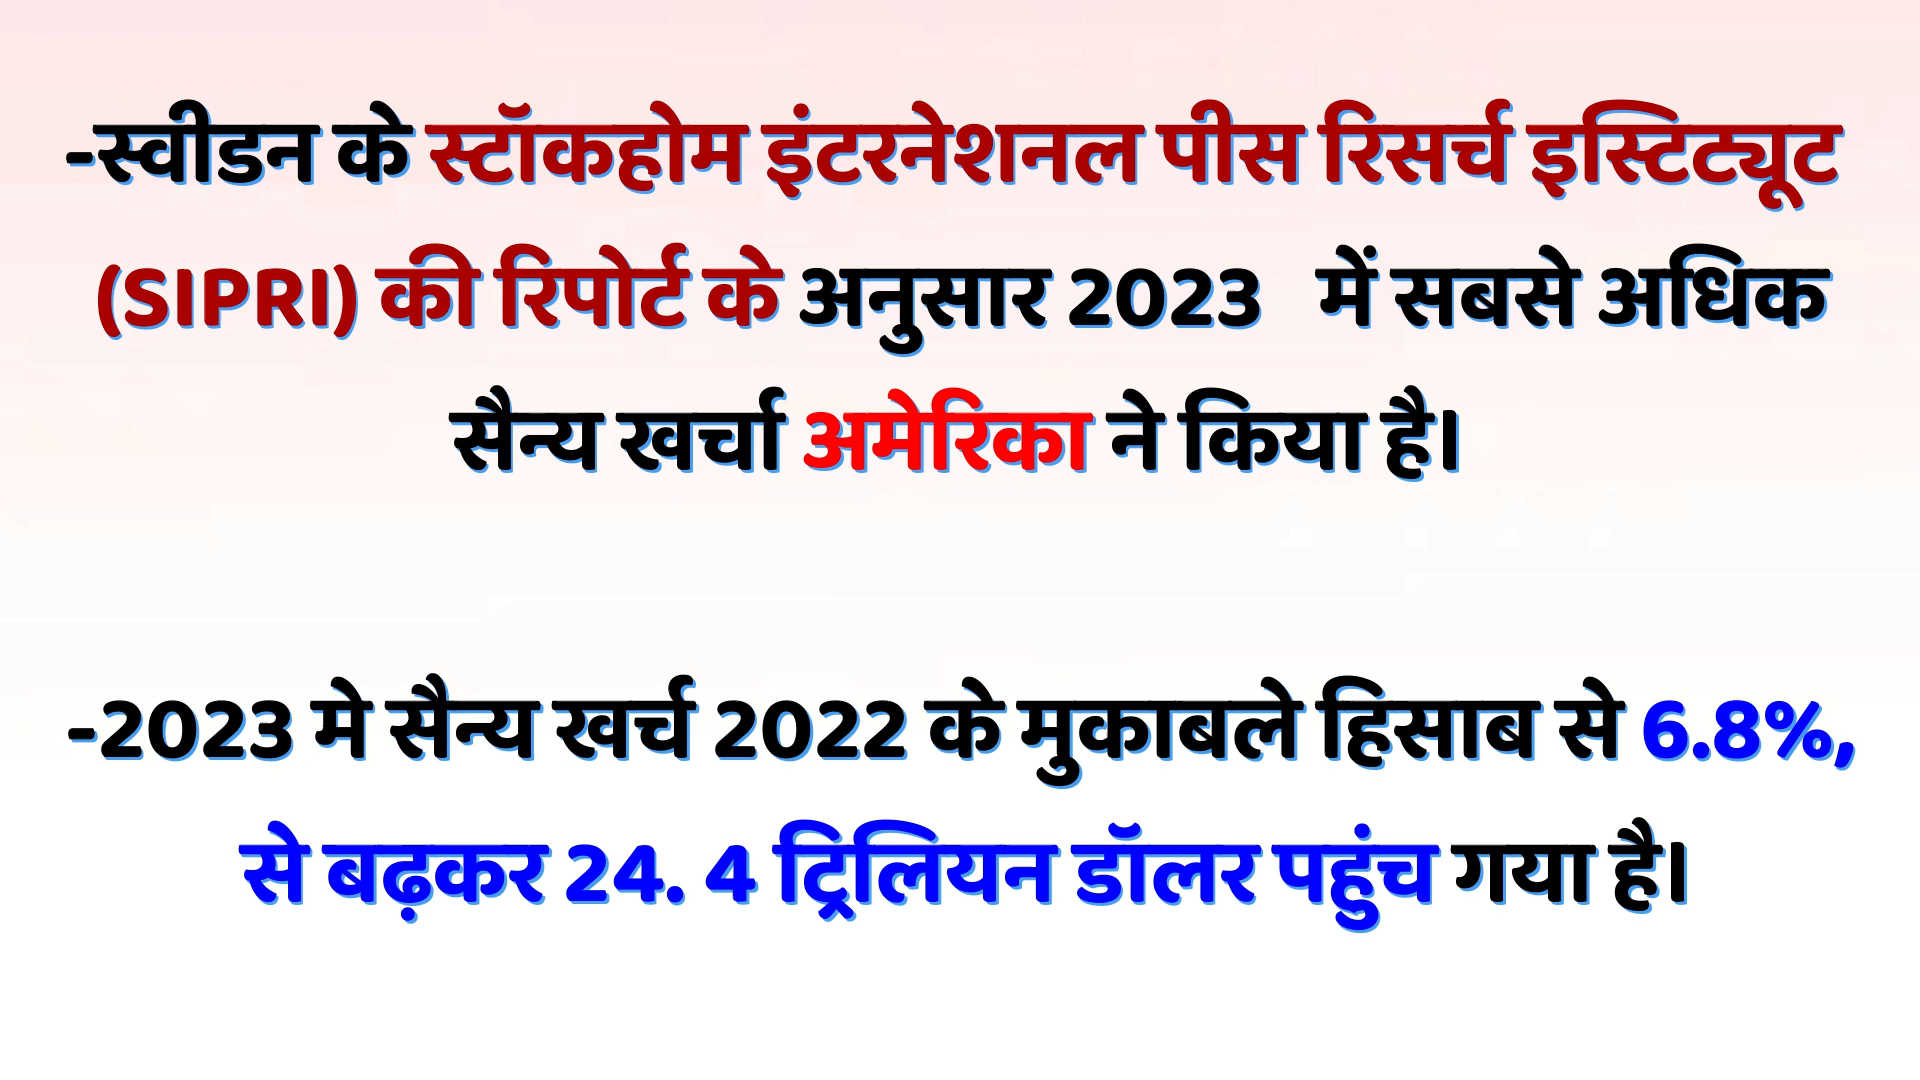 -स्वीडन के स्टॉकहोम इंटरनेशनल पीस रिसर्च इस्टिट्यूट
(SIPRI) की रिपोर्ट के अनुसार 2023 में सबसे अधिक
सैन्य खर्चा अमेरिका ने किया है।
-2023 मे सैन्य खर्च 2022 के मुकाबले हिसाब से 6.8%,
से बढ़कर 24. 4 ट्रिलियन डॉलर पहुंच गया है।